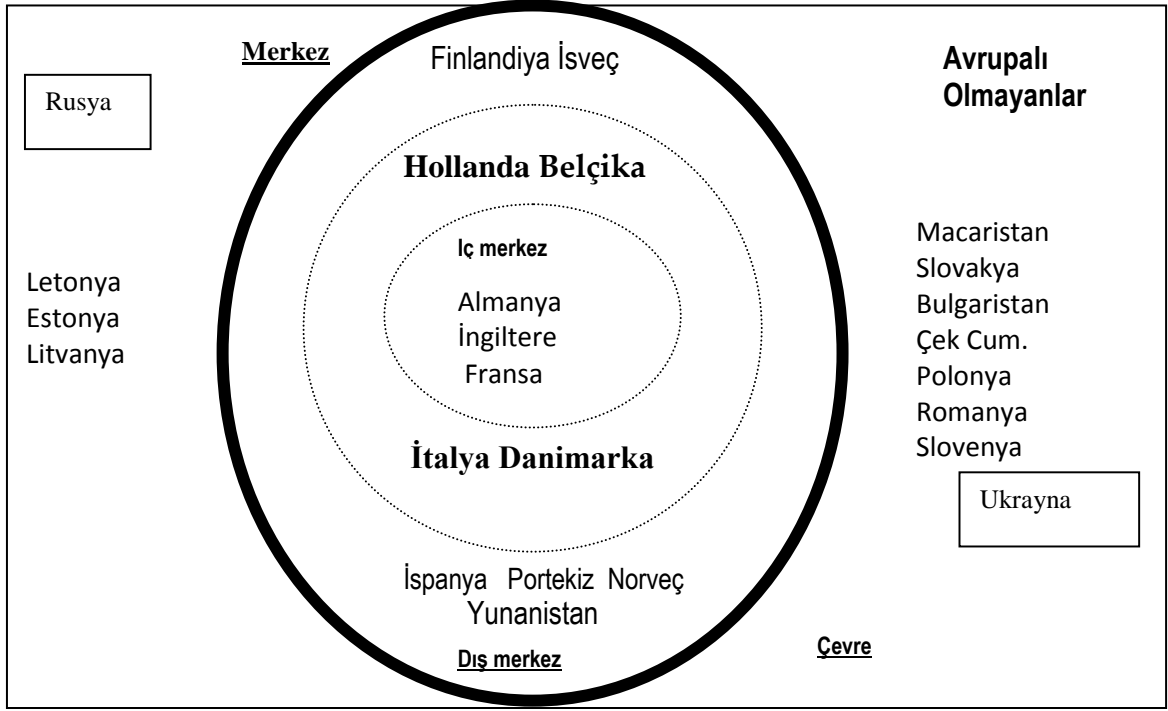 Merkez
Finlandiya İsveç
Avrupalı
Olmayanlar
Rusya
Hollanda Belçika
Iç merkez
Almanya
İngiltere
Fransa
Letonya
Estonya
Litvanya
Macaristan
Slovakya
Bulgaristan
Çek Cum.
Polonya
Romanya
Slovenya
İtalya Danimarka
Ukrayna
İspanya Portekiz Norveç
Yunanistan
Dış merkez
Çevre